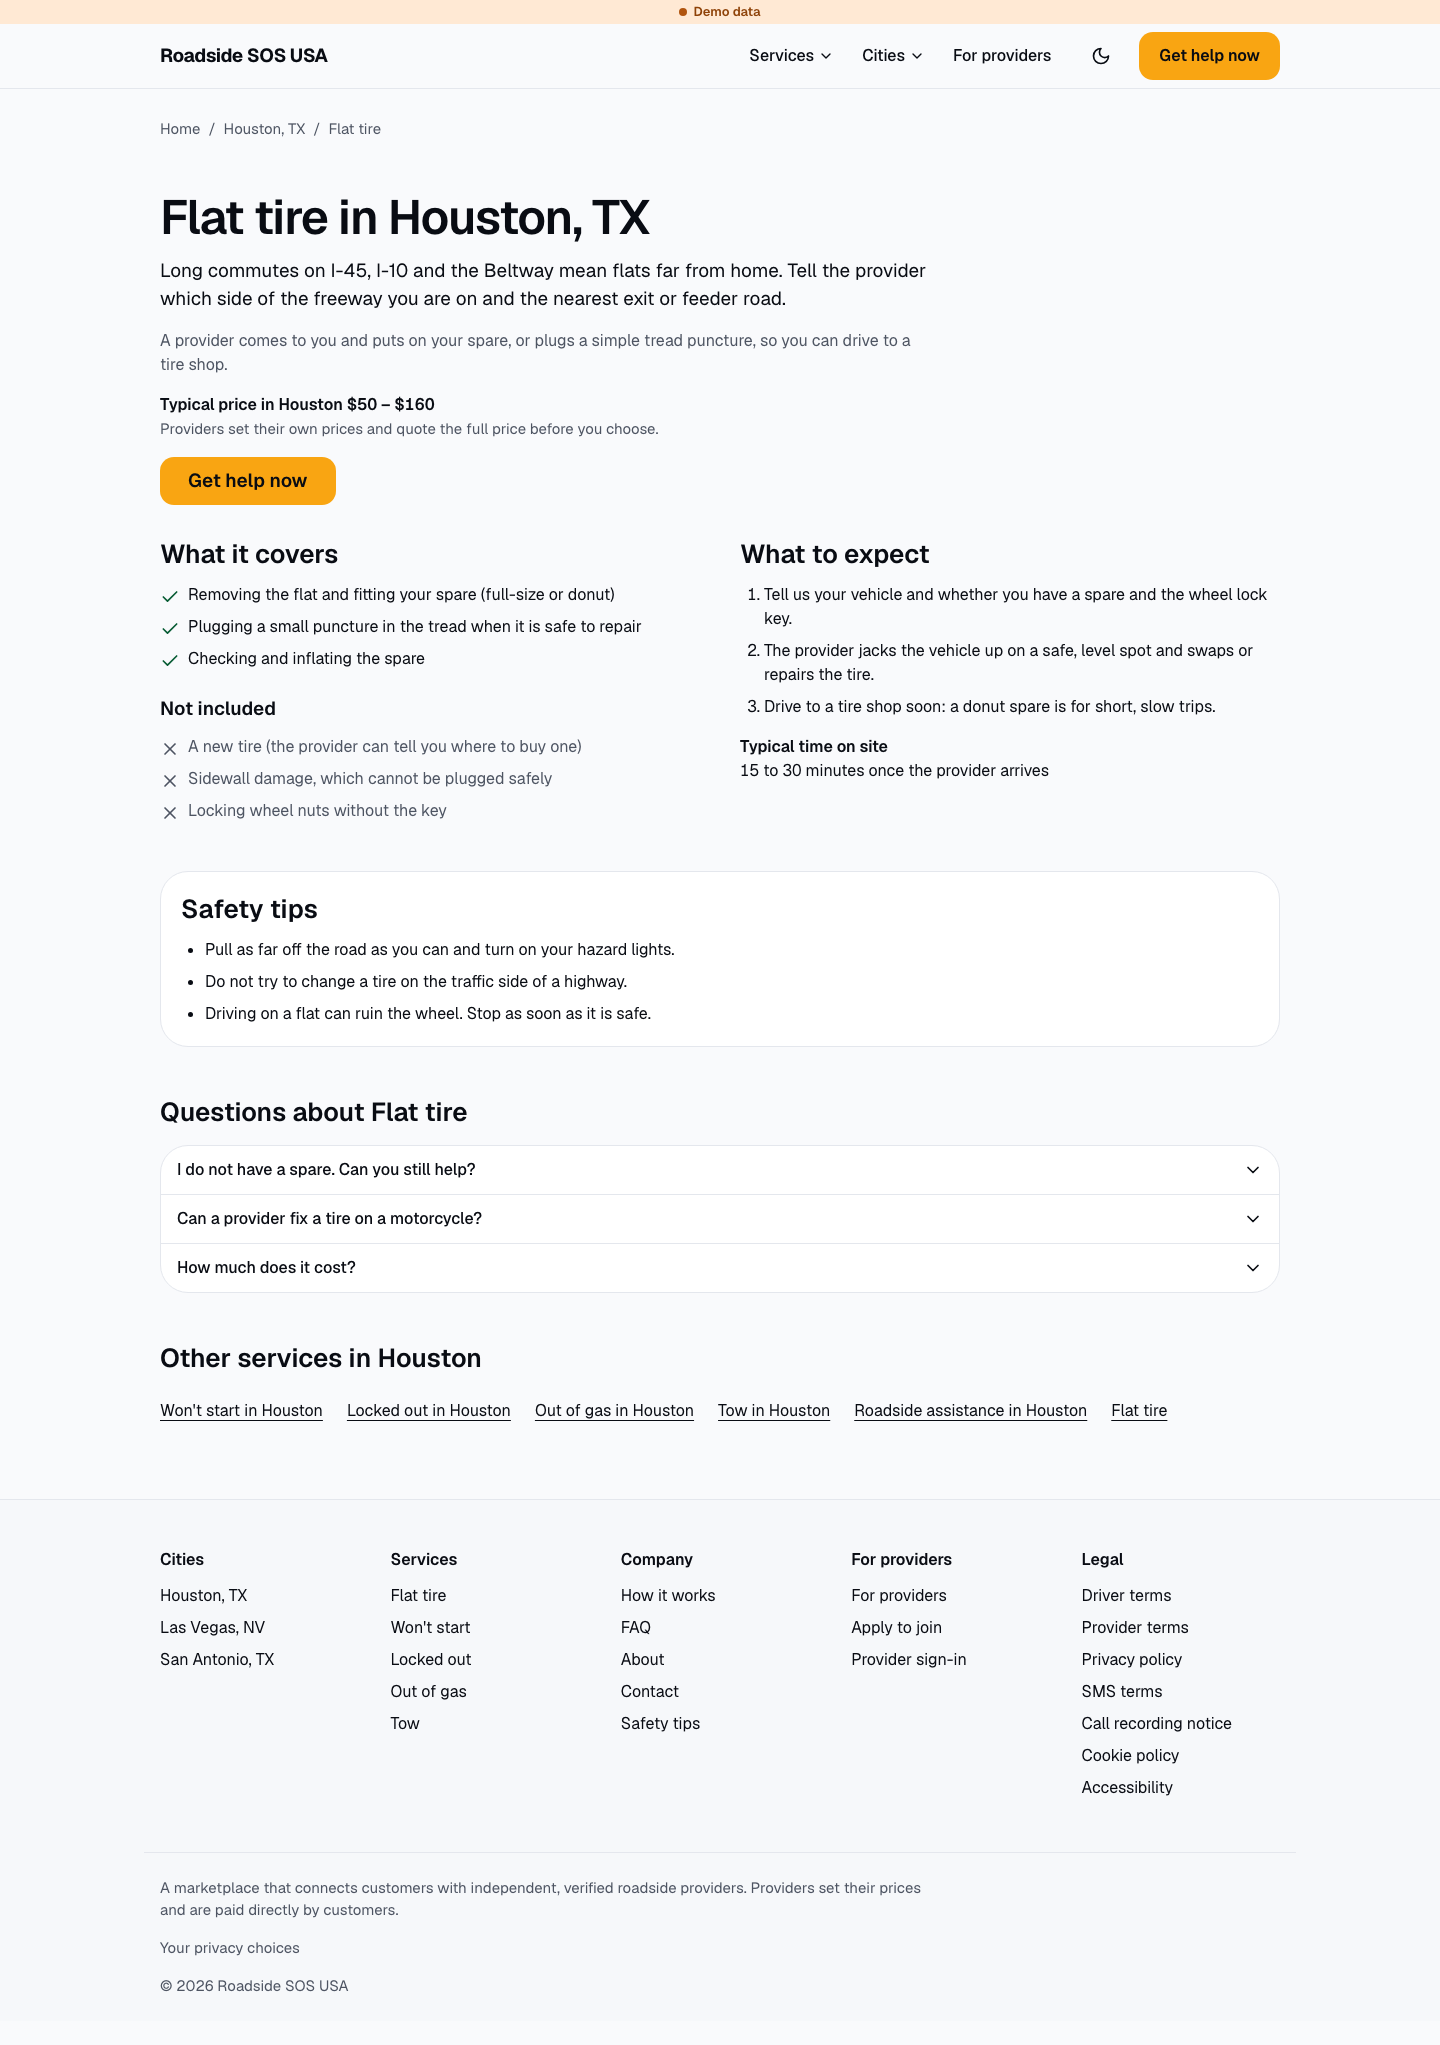 Demo data
Roadside SOS USA
Services
Cities
For providers
Get help now
Home / Houston, TX / Flat tire
Flat tire in Houston, TX
Long commutes on I-45, I-10 and the Beltway mean flats far from home. Tell the provider
which side of the freeway you are on and the nearest exit or feeder road.
A provider comes to you and puts on your spare, or plugs a simple tread puncture, so you can drive to a
tire shop.
Typical price in Houston $50 – $160
Providers set their own prices and quote the full price before you choose.
Get help now
What it covers
Removing the flat and fitting your spare (full-size or donut)
Plugging a small puncture in the tread when it is safe to repair
Checking and inflating the spare
Not included
A new tire (the provider can tell you where to buy one)
Sidewall damage, which cannot be plugged safely
Locking wheel nuts without the key
What to expect
1. Tell us your vehicle and whether you have a spare and the wheel lock
key.
2. The provider jacks the vehicle up on a safe, level spot and swaps or
repairs the tire.
3. Drive to a tire shop soon: a donut spare is for short, slow trips.
Typical time on site
15 to 30 minutes once the provider arrives
Safety tips
• Pull as far off the road as you can and turn on your hazard lights.
• Do not try to change a tire on the traffic side of a highway.
• Driving on a flat can ruin the wheel. Stop as soon as it is safe.
Questions about Flat tire
I do not have a spare. Can you still help?
Can a provider fix a tire on a motorcycle?
How much does it cost?
Other services in Houston
Won't start in Houston
Locked out in Houston
Out of gas in Houston
Tow in Houston
Roadside assistance in Houston
Flat tire
Cities
Houston, TX
Las Vegas, NV
San Antonio, TX
Services
Flat tire
Won't start
Locked out
Out of gas
Tow
Company
How it works
FAQ
About
Contact
Safety tips
For providers
For providers
Apply to join
Provider sign-in
Legal
Driver terms
Provider terms
Privacy policy
SMS terms
Call recording notice
Cookie policy
Accessibility
A marketplace that connects customers with independent, verified roadside providers. Providers set their prices
and are paid directly by customers.
Your privacy choices
© 2026 Roadside SOS USA